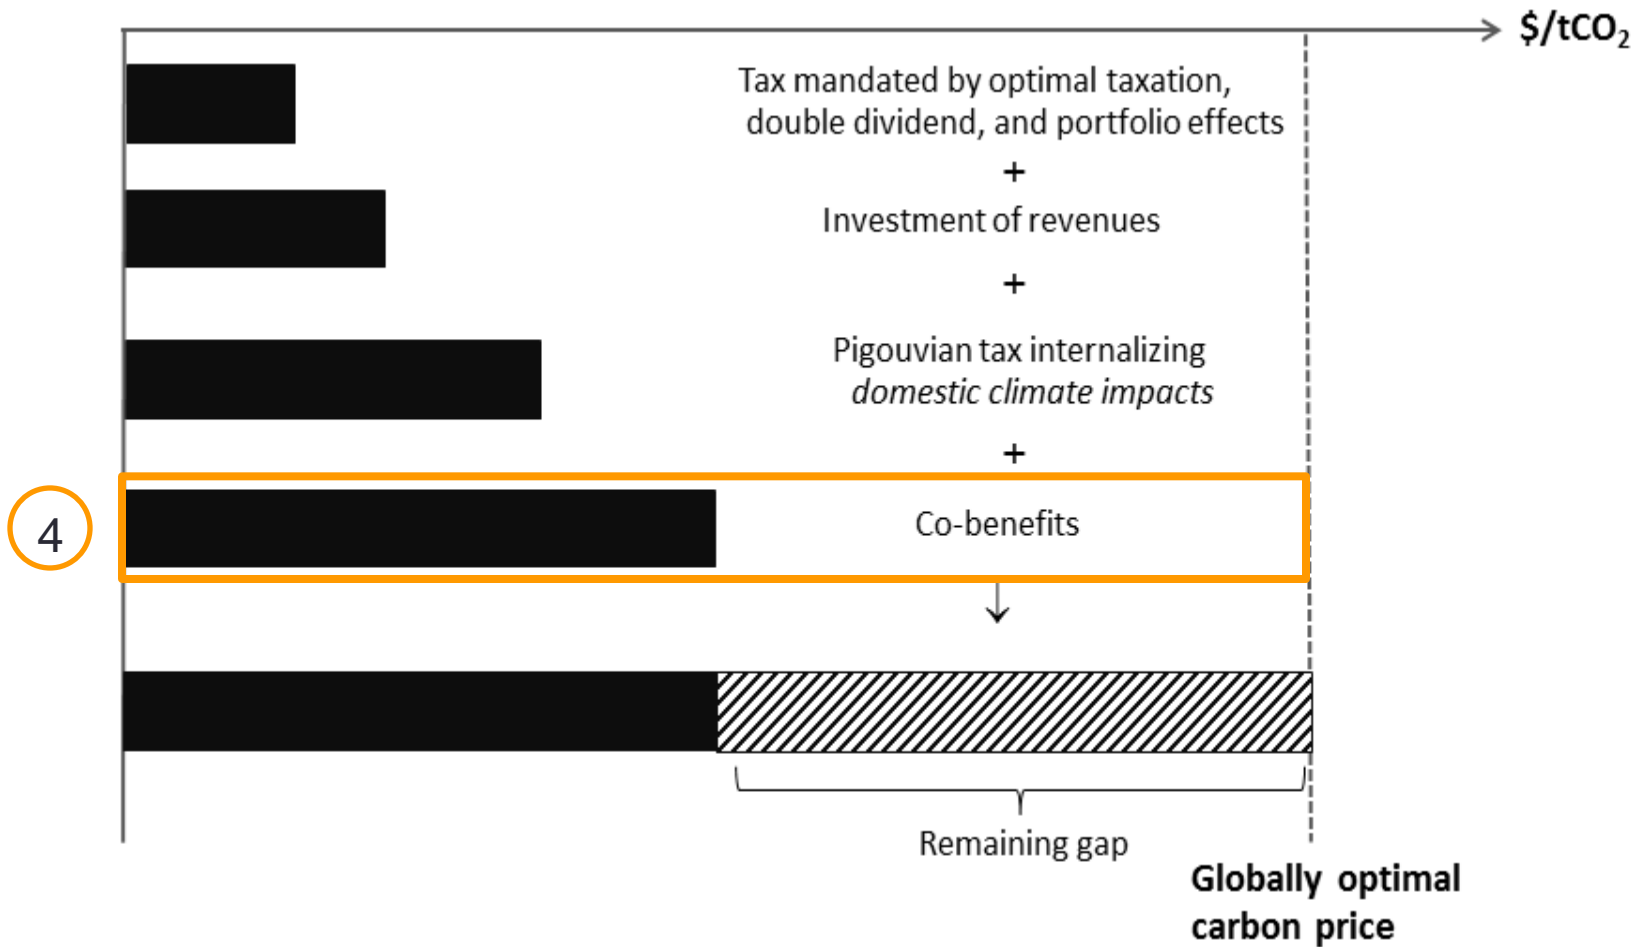 $/tCO₂
Tax mandated by optimal taxation,
double dividend, and portfolio effects
+
Investment of revenues
+
Pigouvian tax internalizing
domestic climate impacts
+
4
Co-benefits
Remaining gap
Globally optimal
carbon price